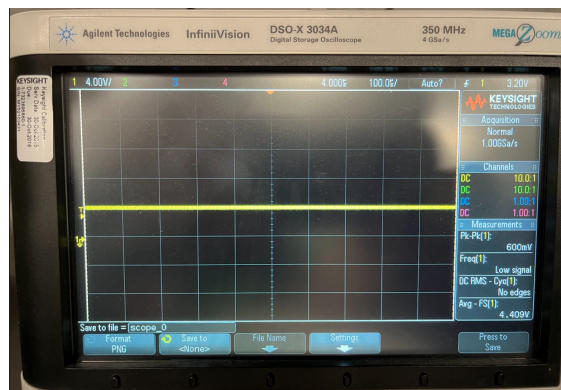 Agilent Technologies InfiniiVision DSO-X 3034A 350 MHz MEGA Zoom
Digital Storage Oscilloscope 4 GSa/s
KEYSIGHT
Keysight Calibration
1 4.00V/ 2 3 4 4.000s 100.0s/ Auto? 1 3.20V
KEYSIGHT
TECHNOLOGIES
Acquisition
Normal
1.00GSa/s
Channels
DC 10.0:1
DC 10.0:1
DC 1.00:1
DC 1.00:1
Measurements
Pk-Pk(1):
600mV
Freq(1):
Low signal
DC RMS - Cyc(1):
No edges
Avg - FS(1):
4.409V
T
Save to file = scope_0
Format
PNG
Save to
<None>
File Name
Settings
Press to
Save